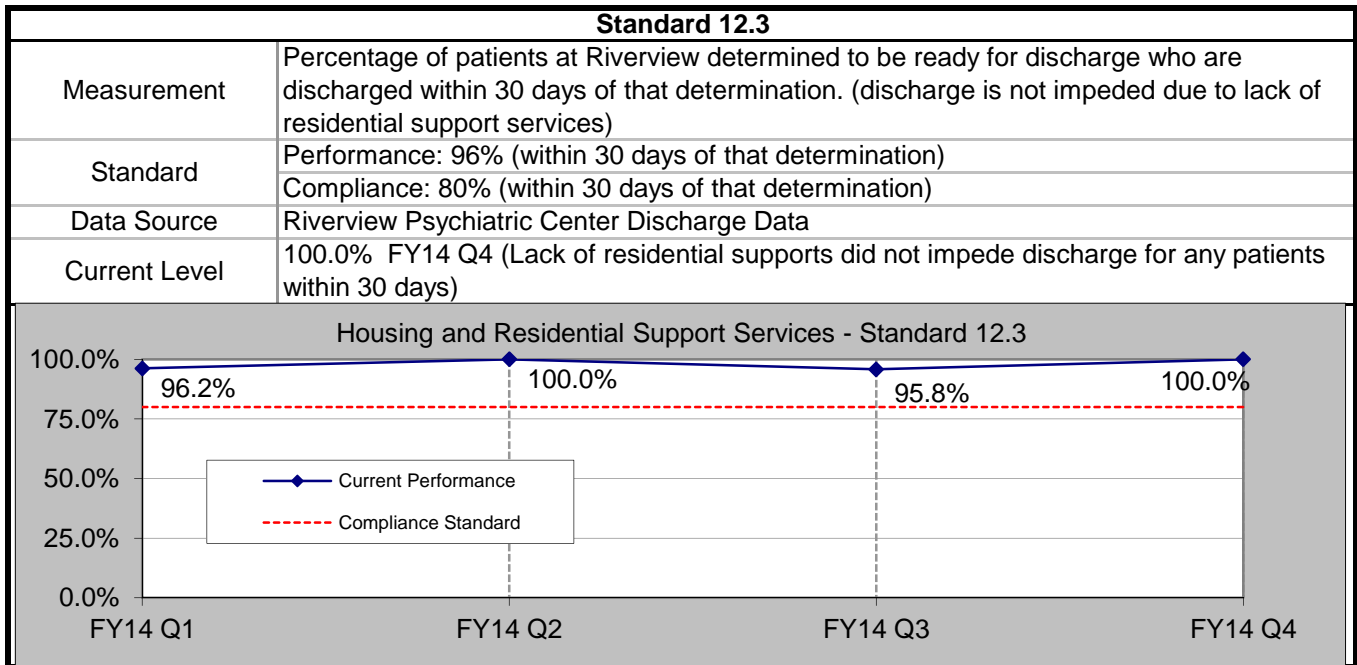 Standard 12.3
Measurement
Percentage of patients at Riverview determined to be ready for discharge who are
discharged within 30 days of that determination. (discharge is not impeded due to lack of
residential support services)
Standard
Performance: 96% (within 30 days of that determination)
Compliance: 80% (within 30 days of that determination)
Data Source
Riverview Psychiatric Center Discharge Data
Current Level
100.0%  FY14 Q4 (Lack of residential supports did not impede discharge for any patients
within 30 days)
Housing and Residential Support Services - Standard 12.3
100.0%
75.0%
50.0%
25.0%
0.0%
96.2%
100.0%
95.8%
100.0%
Current Performance
Compliance Standard
FY14 Q1
FY14 Q2
FY14 Q3
FY14 Q4